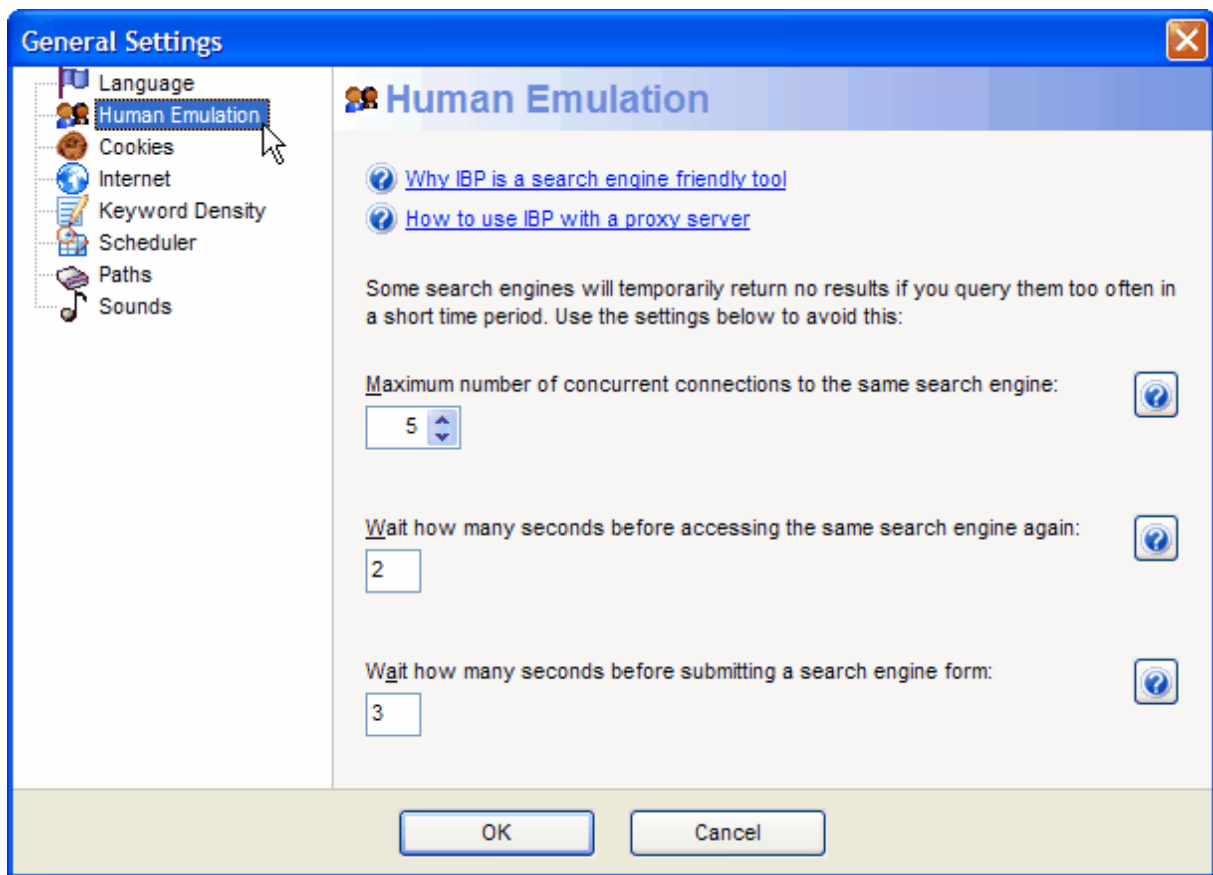 General Settings
Language
Human Emulation
Cookies
Internet
Keyword Density
Scheduler
Paths
Sounds
Human Emulation
Why IBP is a search engine friendly tool
How to use IBP with a proxy server
Some search engines will temporarily return no results if you query them too often in
a short time period. Use the settings below to avoid this:
Maximum number of concurrent connections to the same search engine:
5
Wait how many seconds before accessing the same search engine again:
2
Wait how many seconds before submitting a search engine form:
3
OK
Cancel